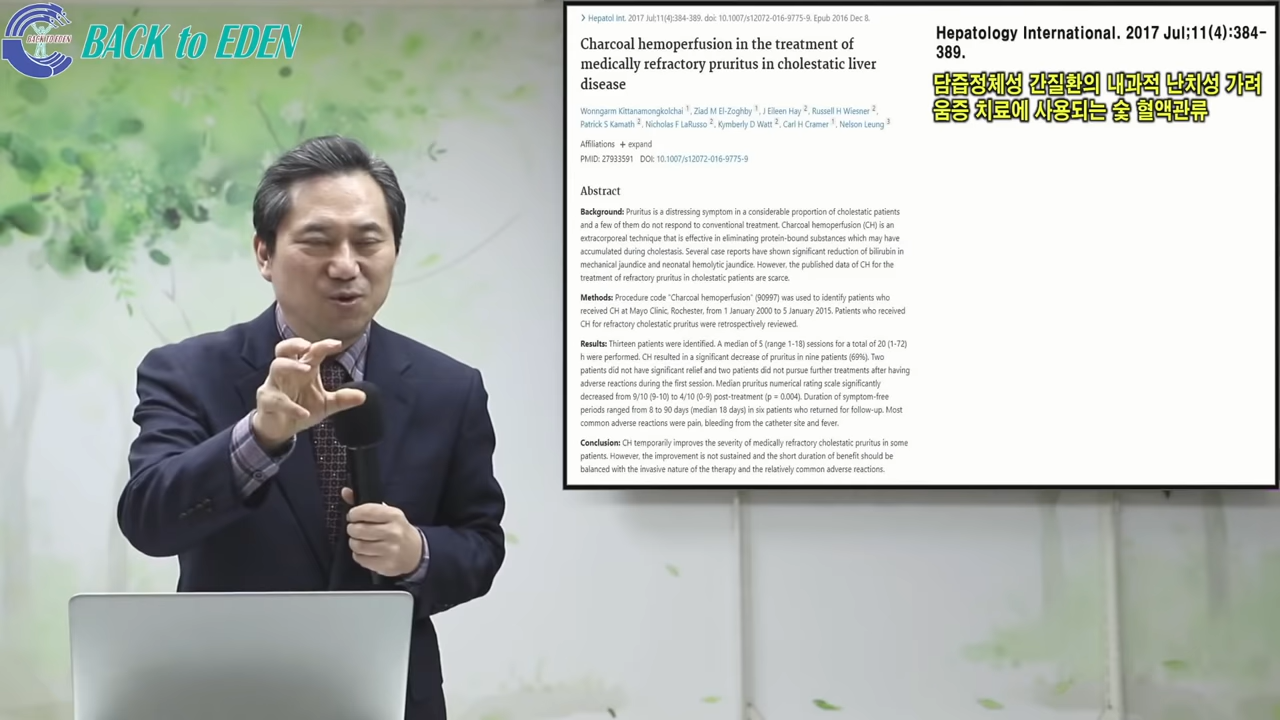 BACK to EDEN
BACK to EDEN
Hepatol Int. 2017 Jul;11(4):384-389. doi: 10.1007/s12072-016-9775-9. Epub 2016 Dec 8.
Charcoal hemoperfusion in the treatment of
medically refractory pruritus in cholestatic liver
disease
Wonngarm Kittanamongkolchai 1, Ziad M El-Zoghby 1, J Eileen Hay 2, Russell H Wiesner 2,
Patrick S Kamath 2, Nicholas F LaRusso 2, Kymberly D Watt 2, Carl H Cramer 1, Nelson Leung 3
Affiliations + expand
PMID: 27933591 DOI: 10.1007/s12072-016-9775-9
Abstract
Background: Pruritus is a distressing symptom in a considerable proportion of cholestatic patients
and a few of them do not respond to conventional treatment. Charcoal hemoperfusion (CH) is an
extracorporeal technique that is effective in eliminating protein-bound substances which may have
accumulated during cholestasis. Several case reports have shown significant reduction of bilirubin in
mechanical jaundice and neonatal hemolytic jaundice. However, the published data of CH for the
treatment of refractory pruritus in cholestatic patients are scarce.
Methods: Procedure code "Charcoal hemoperfusion" (90997) was used to identify patients who
received CH at Mayo Clinic, Rochester, from 1 January 2000 to 5 January 2015. Patients who received
CH for refractory cholestatic pruritus were retrospectively reviewed.
Results: Thirteen patients were identified. A median of 5 (range 1-18) sessions for a total of 20 (1-72)
h were performed. CH resulted in a significant decrease of pruritus in nine patients (69%). Two
patients did not have significant relief and two patients did not pursue further treatments after having
adverse reactions during the first session. Median pruritus numerical rating scale significantly
decreased from 9/10 (9-10) to 4/10 (0-9) post-treatment (p = 0.004). Duration of symptom-free
periods ranged from 8 to 90 days (median 18 days) in six patients who returned for follow-up. Most
common adverse reactions were pain, bleeding from the catheter site and fever.
Conclusion: CH temporarily improves the severity of medically refractory cholestatic pruritus in some
patients. However, the improvement is not sustained and the short duration of benefit should be
balanced with the invasive nature of the therapy and the relatively common adverse reactions.
Hepatology International. 2017 Jul;11(4):384-
389.
담즙정체성 간질환의 내과적 난치성 가려
움증 치료에 사용되는 숯 혈액관류